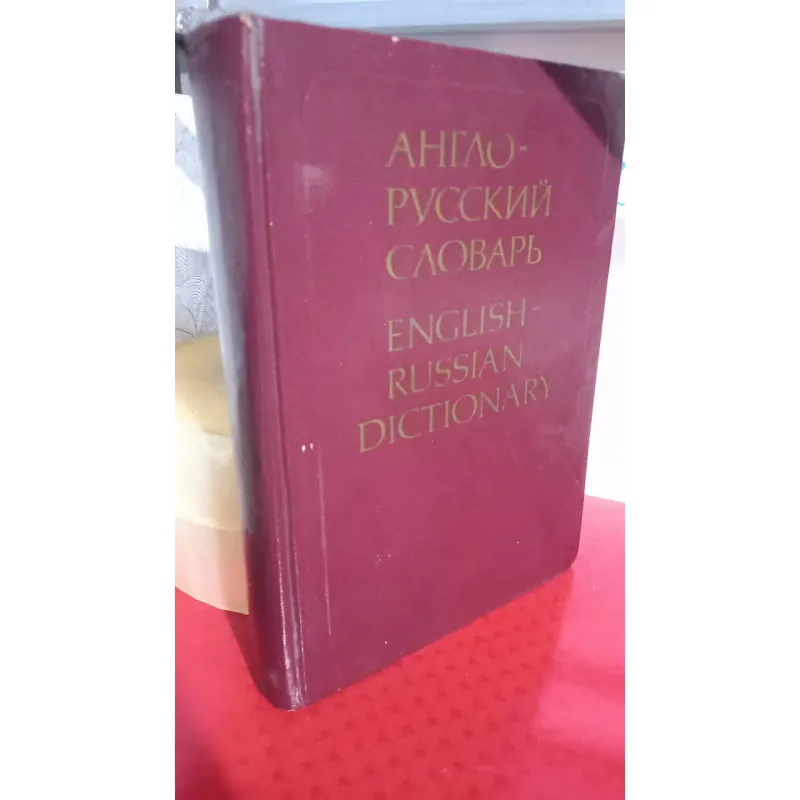 АНГЛО-
РУССКИЙ
СЛОВАРЬ
ENGLISH-
RUSSIAN
DICTIONARY